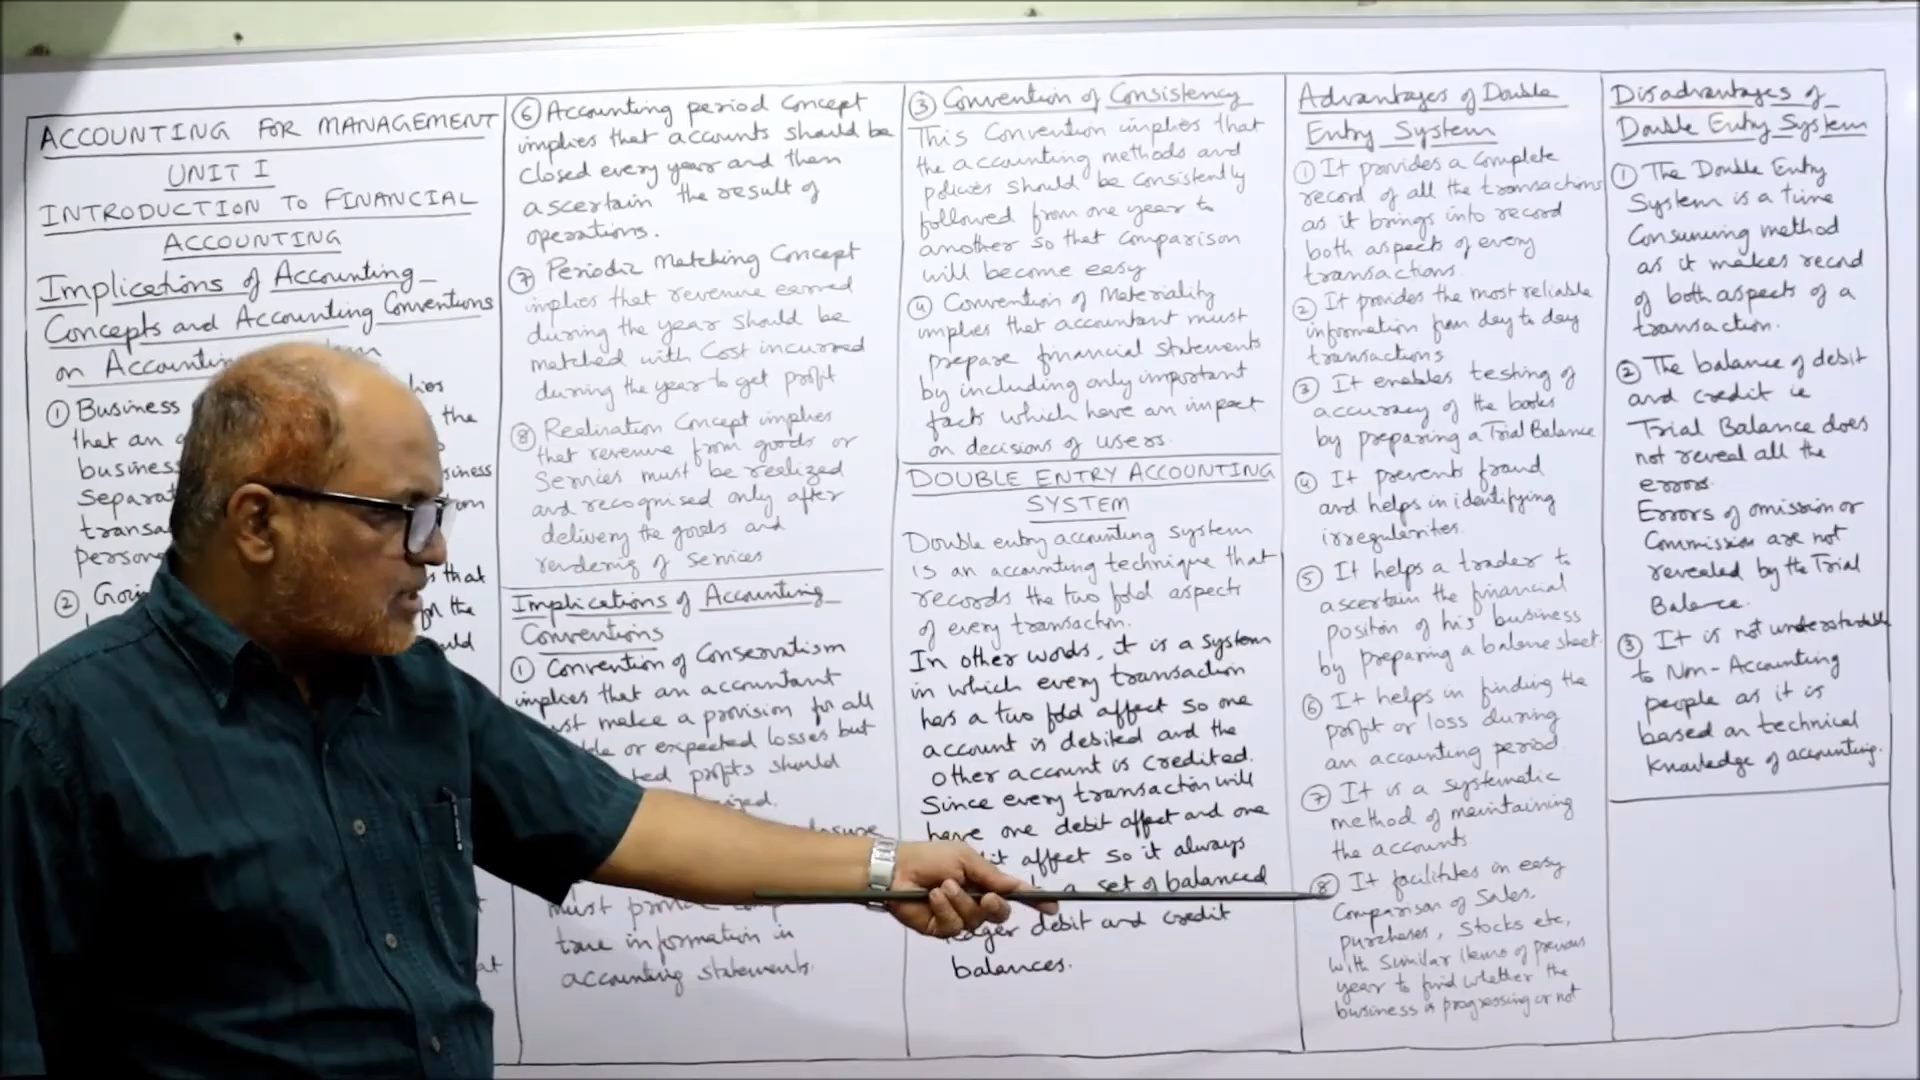 ACCOUNTING FOR MANAGEMENT
UNIT I
INTRODUCTION TO FINANCIAL
ACCOUNTING
Implications of Accounting
Concepts and Accounting Conventions
on Accounting
① Business
that an
business
Separat
transa
persona
② Goin
the
siness
s that
for the
ould
at
⑥ Accounting period Concept
implies that accounts should be
closed every year and then
ascertain the result of
operations.
⑦ Periodic Matching Concept
implies that revenue earned
during the year should be
matched with Cost incurred
during the year to get profit
⑧ Realisation Concept implies
that revenue from goods or
Services must be realized
and recognised only after
delivery the goods and
rendering of Services
Implications of Accounting
Conventions
① Convention of Conservatism
implies that an accountant
ust make a provision for all
ble or expected losses but
ted profits should
ized.
losure
must provide
true information in
accounting statements.
③ Convention of Consistency
This Convention implies that
the accounting methods and
policies should be consistently
followed from one year to
another so that comparison
will become easy
④ Convention of Materiality
implies that accountant must
prepare financial statements
by including only important
facts which have an impact
on decisions of users.
DOUBLE ENTRY ACCOUNTING
SYSTEM
Double entry accounting system
is an accounting technique that
records the two fold aspects
of every transaction.
In other words, it is a system
in which every transaction
has a two fold affect so one
account is debited and the
other account is credited.
Since every transaction will
have one debit affect and one
dit affect so it always
a set of balanced
ledger debit and credit
balances.
Advantages of Double
Entry System
① It provides a complete
record of all the transactions
as it brings into record
both aspects of every
transactions.
② It provides the most reliable
information from day to day
transactions
③ It enables testing of
accuracy of the books
by preparing a Trial Balance
④ It prevents fraud
and helps in identifying
irregularities.
⑤ It helps a trader to
ascertain the financial
position of his business
by preparing a balance sheet.
⑥ It helps in finding the
profit or loss during
an accounting period.
⑦ It is a systematic
method of maintaining
the accounts
⑧ It facilitates in easy
Comparison of Sales,
purchases, Stocks etc,
with similar items of previous
year to find whether the
business is progressing or not
Disadvantages of
Double Entry System
① The Double Entry
System is a time
Consuming method
as it makes record
of both aspects of a
transaction.
② The balance of debit
and credit ie
Trial Balance does
not reveal all the
errors.
Errors of omission or
Commission are not
revealed by the Trial
Balance.
③ It is not understandable
to Non-Accounting
people as it is
based on technical
knowledge of accounting.